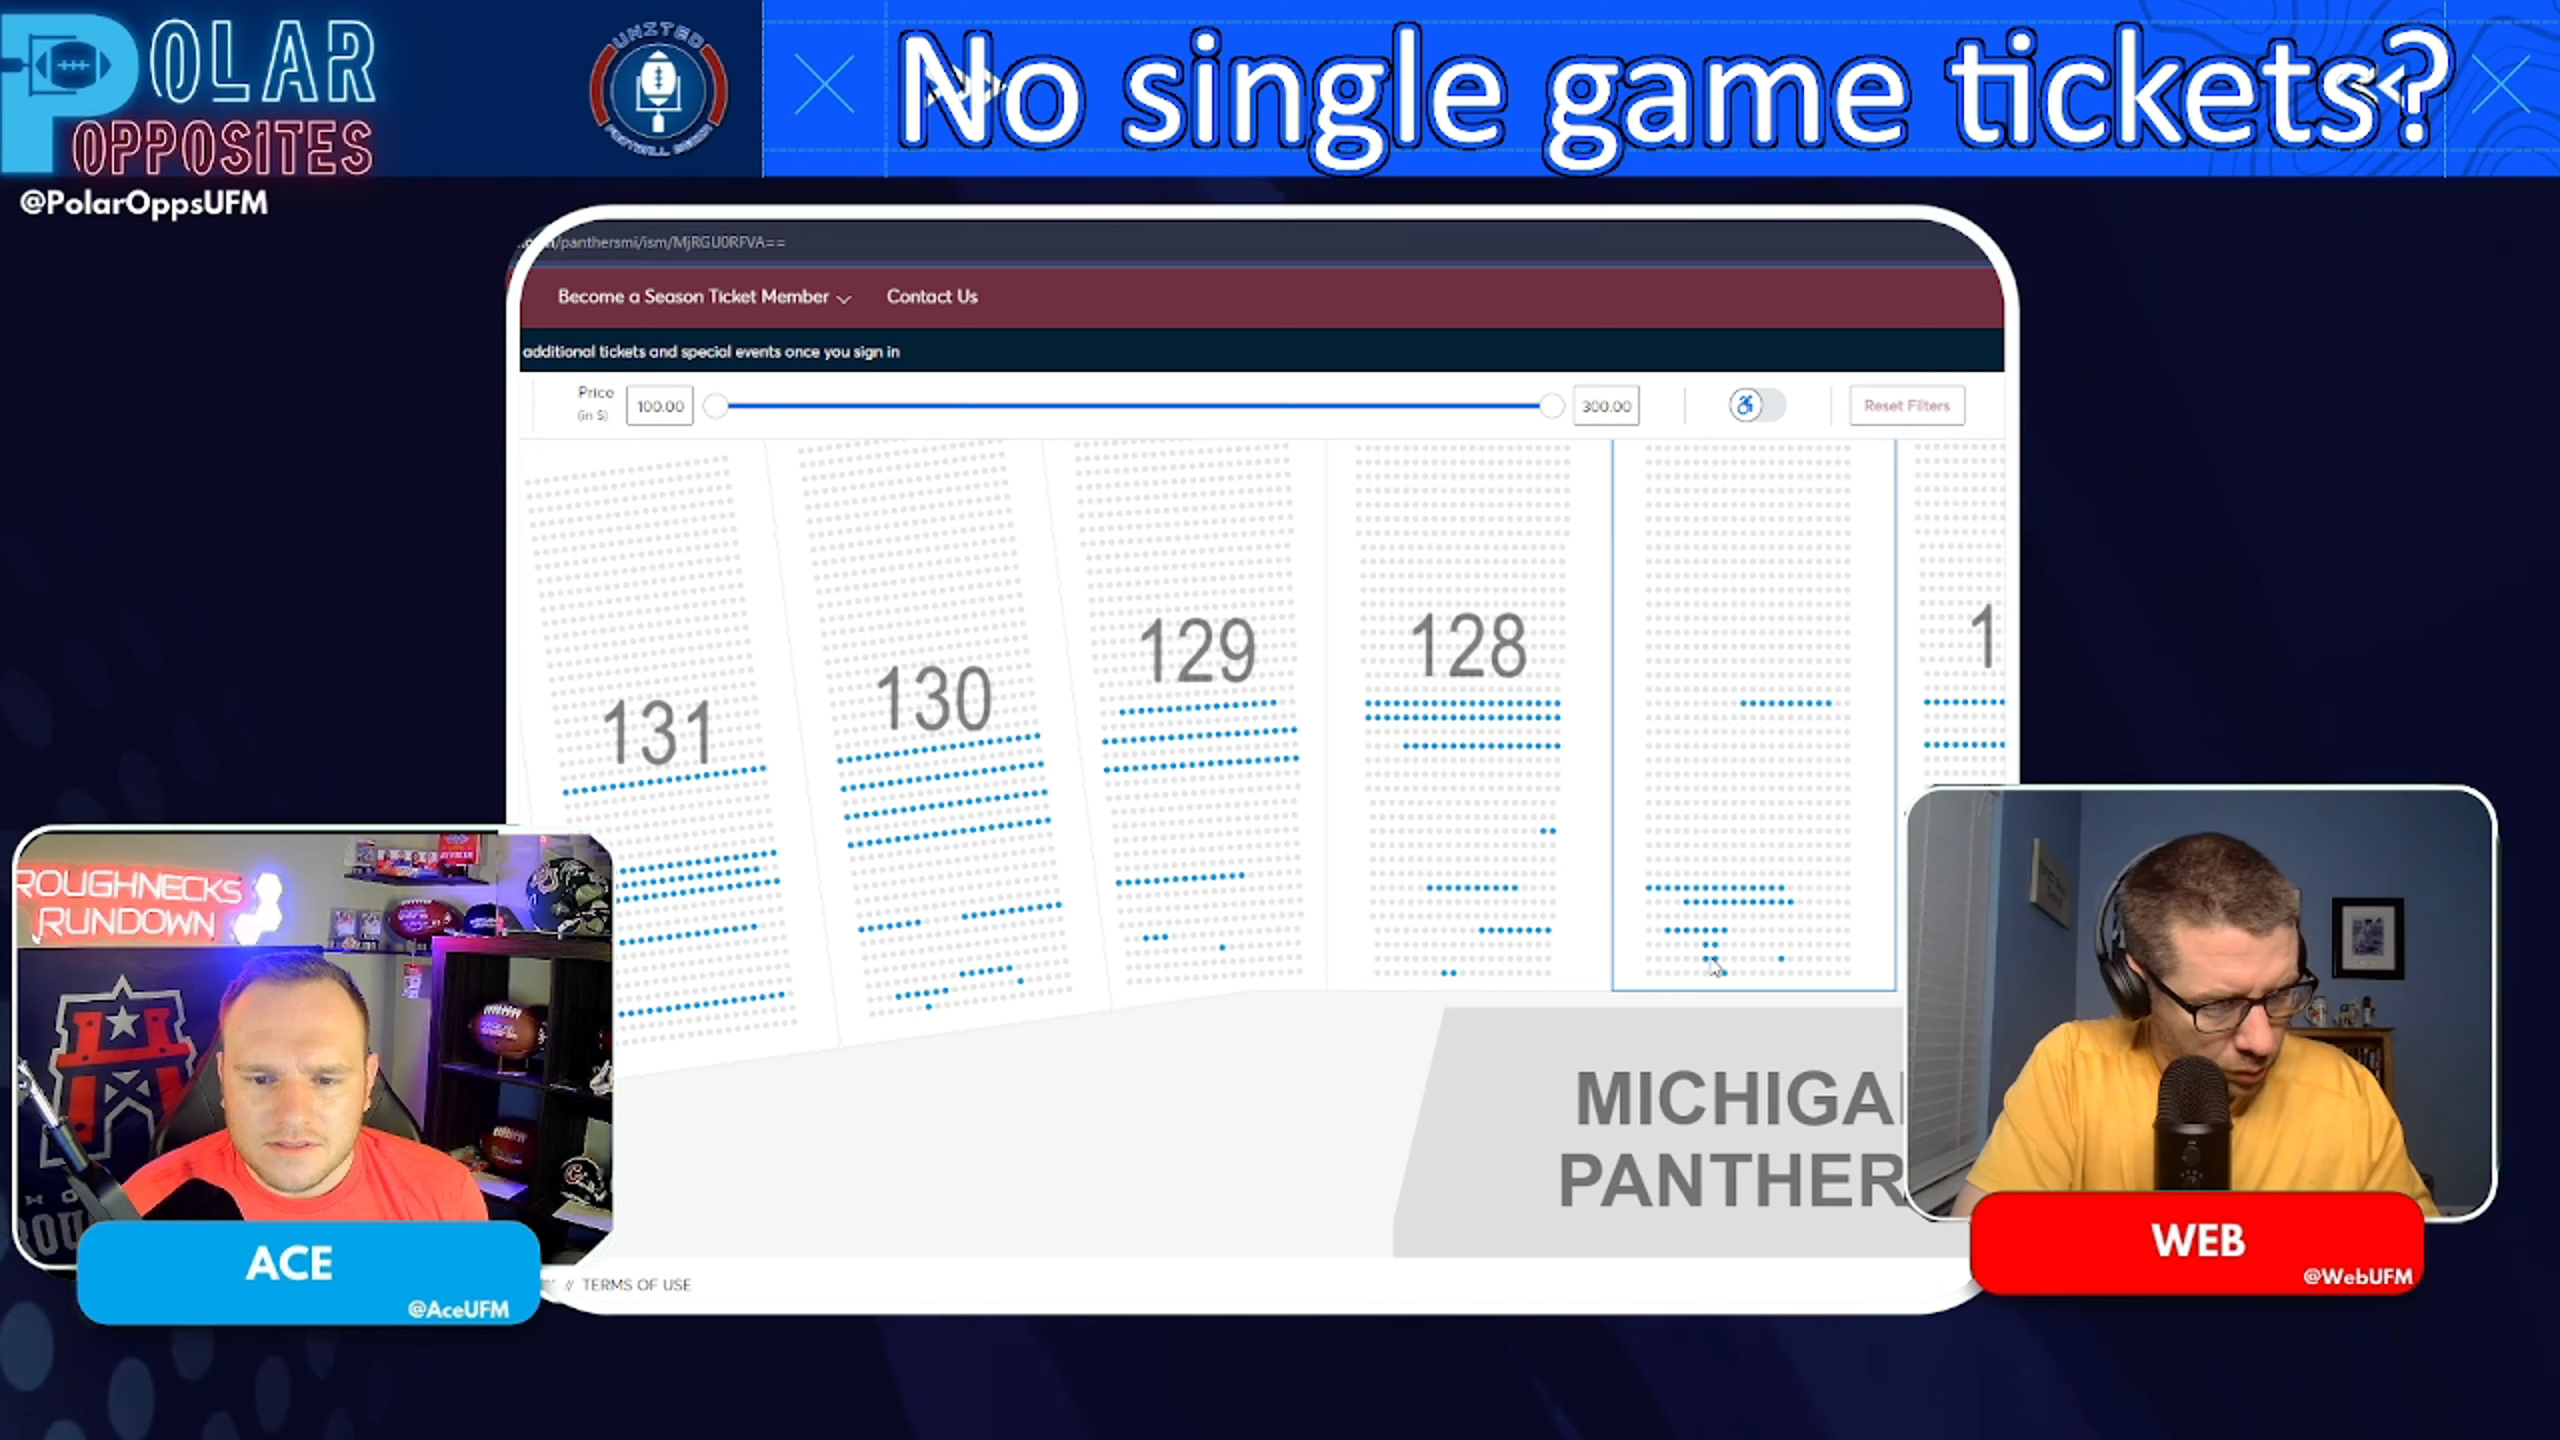 POLAR
OPPOSITES
@PolarOppsUFM
UNITED
No single game tickets?
/panthersmi/ism/MjRGU0RFVA==
Become a Season Ticket Member
Contact Us
additional tickets and special events once you sign in
Price
(in $)
100.00
300.00
Reset Filters
131
130
129
128
1
MICHIGA
PANTHER
// TERMS OF USE
ROUGHNECKS
RUNDOWN
ACE
@AceUFM
WEB
@WebUFM